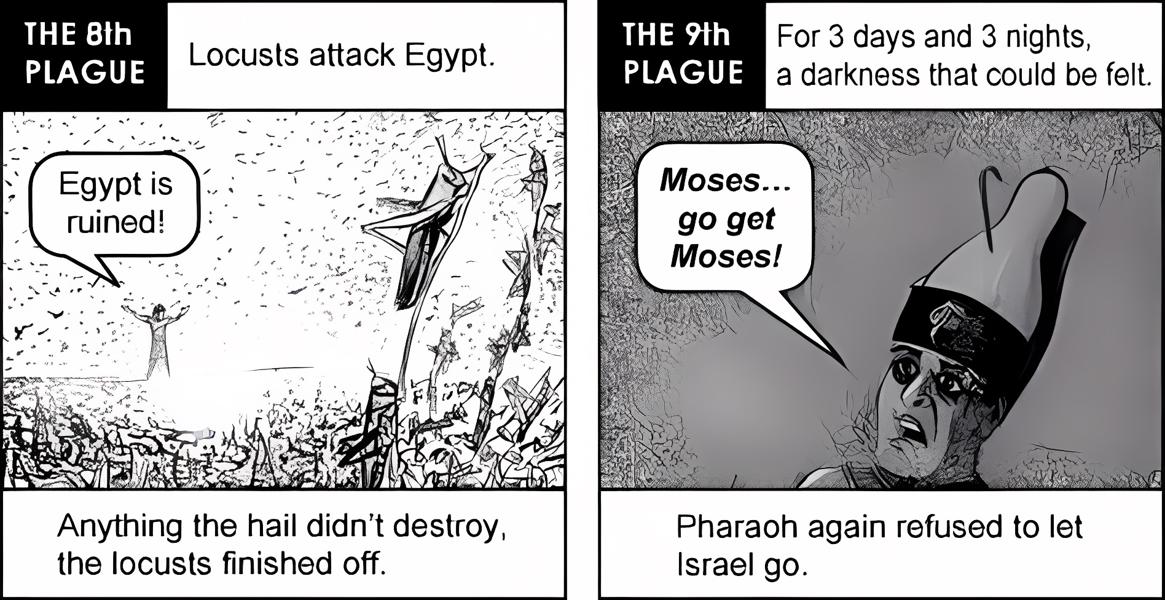 THE 8th
PLAGUE
Locusts attack Egypt.
Egypt is
ruined!
Anything the hail didn't destroy,
the locusts finished off.
THE 9th
PLAGUE
For 3 days and 3 nights,
a darkness that could be felt.
Moses...
go get
Moses!
Pharaoh again refused to let
Israel go.